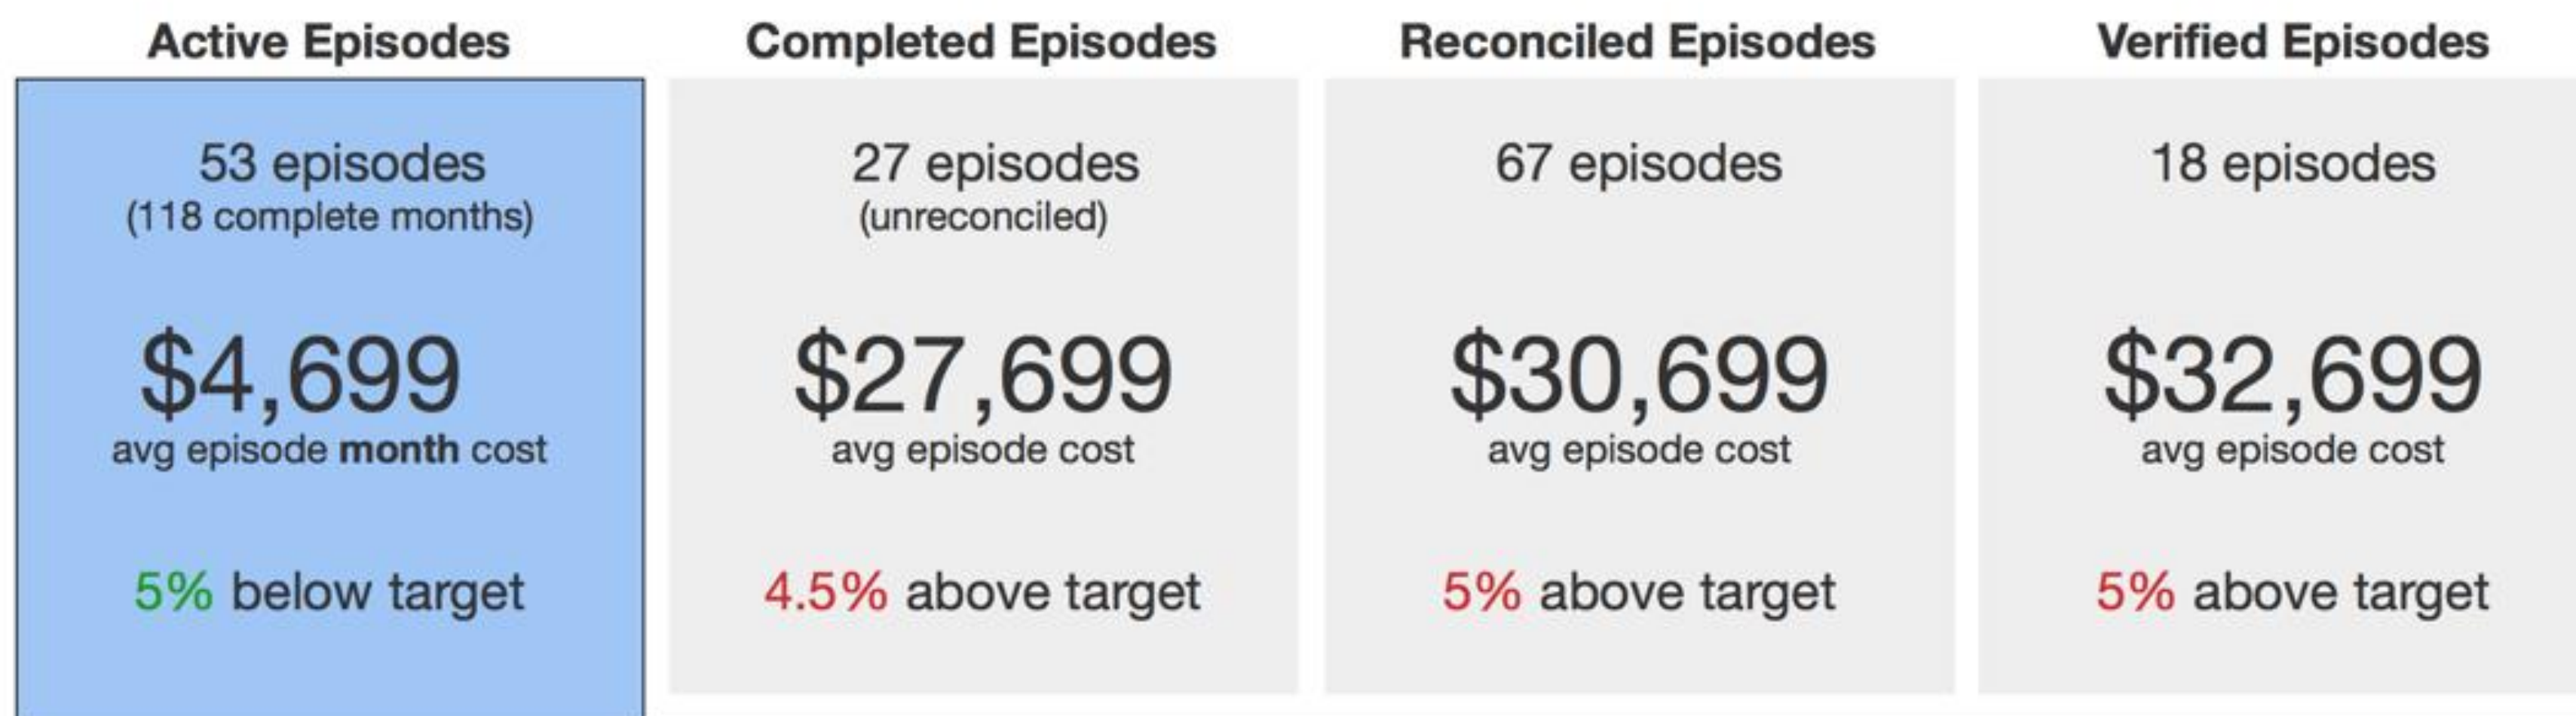 Active Episodes
53 episodes
(118 complete months)
$4,699
avg episode month cost
5% below target
Completed Episodes
27 episodes
(unreconciled)
$27,699
avg episode cost
4.5% above target
Reconciled Episodes
67 episodes
$30,699
avg episode cost
5% above target
Verified Episodes
18 episodes
$32,699
avg episode cost
5% above target